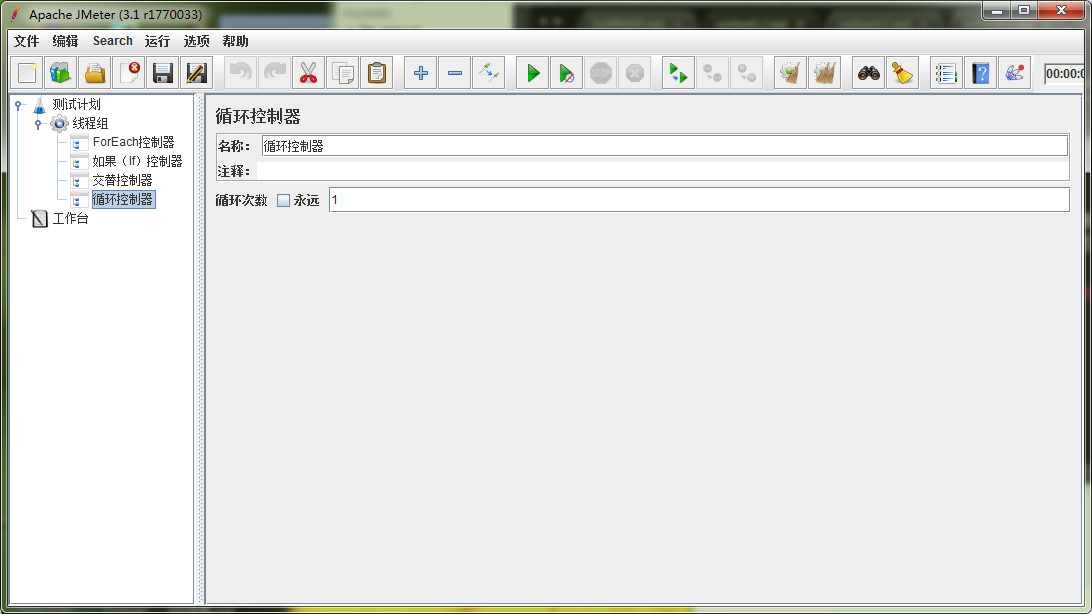 Apache JMeter (3.1 r1770033)
文件 编辑 Search 运行 选项 帮助
STOP
00:00:0
测试计划
线程组
ForEach控制器
如果（If）控制器
交替控制器
循环控制器
工作台
循环控制器
名称： 循环控制器
注释：
循环次数 永远 1